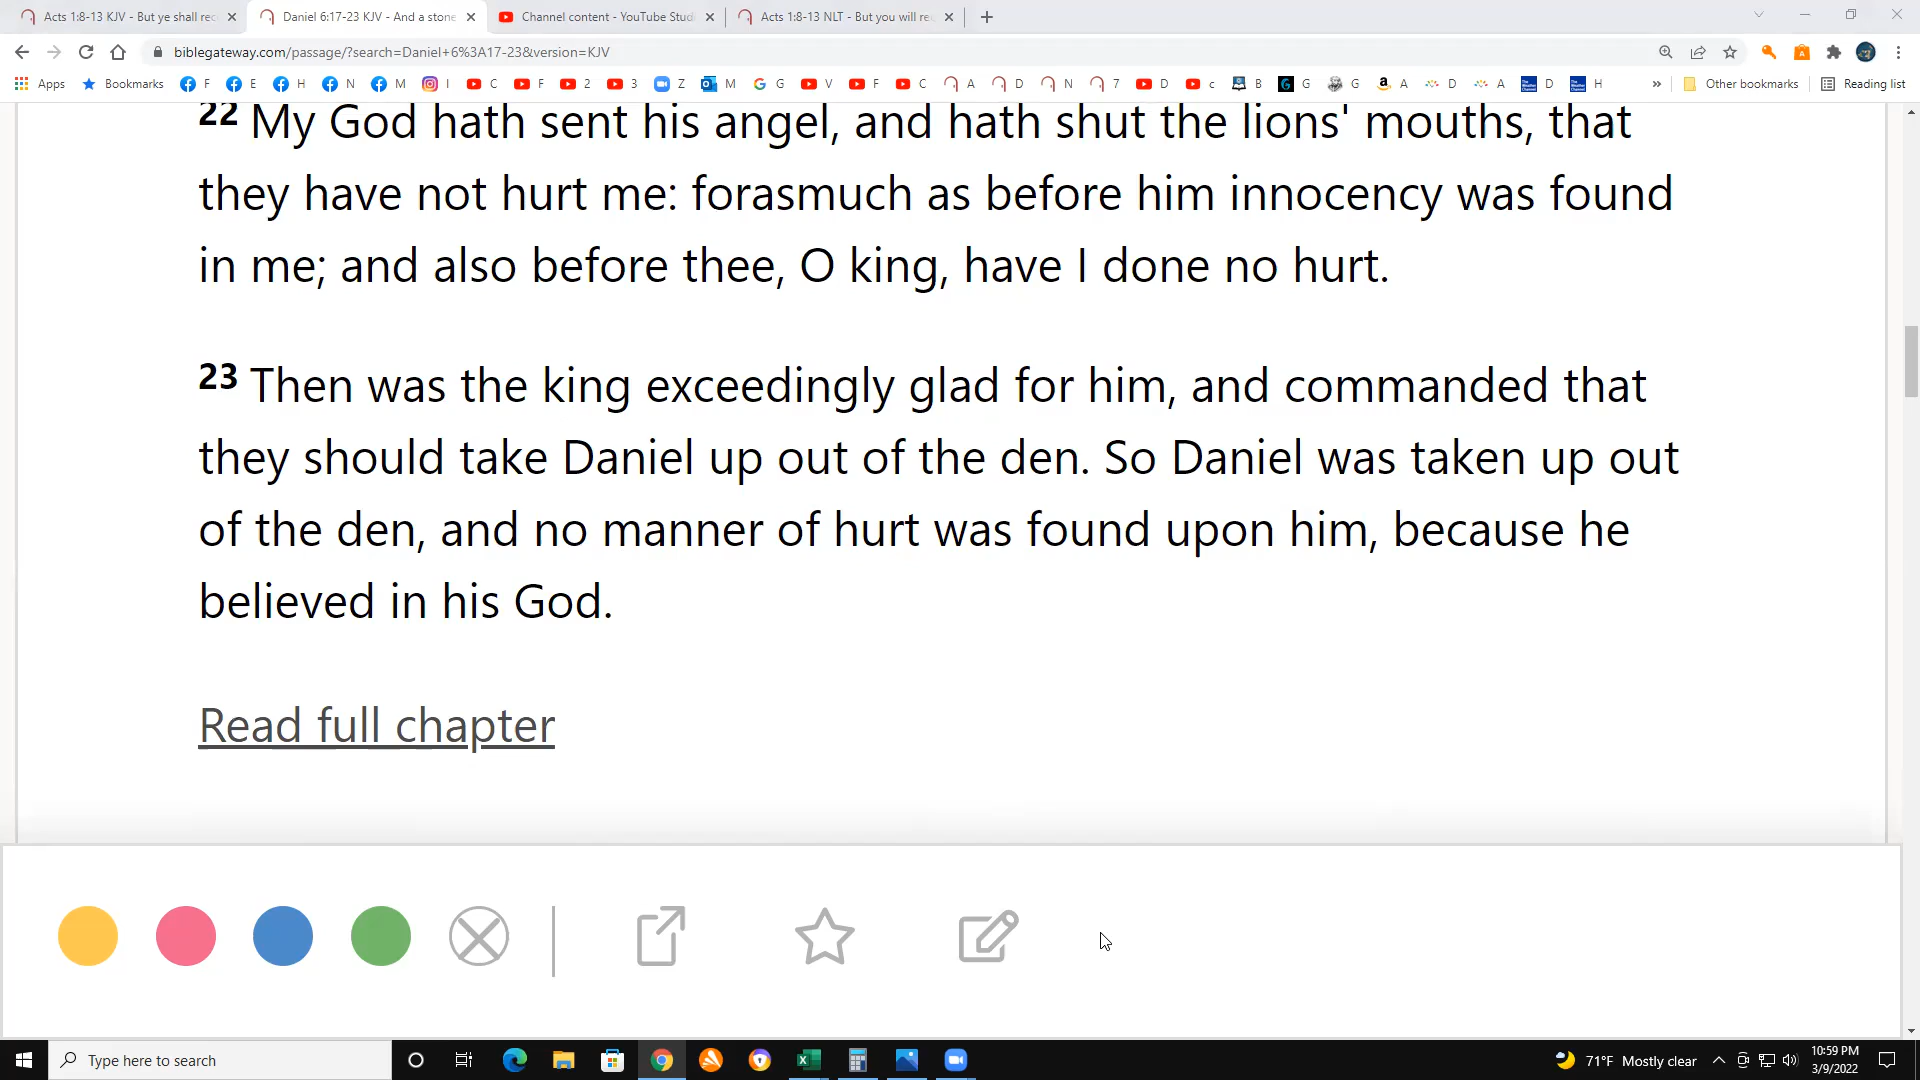 Acts 1:8-13 KJV - But ye shall rec
Daniel 6:17-23 KJV - And a stone
Channel content - YouTube Stud
Acts 1:8-13 NLT - But you will rec
biblegateway.com/passage/?search=Daniel+6%3A17-23&version=KJV
Apps Bookmarks F E H N M I C F 2 3 Z M G V F C A D N 7 D c B G G A D A D H » Other bookmarks Reading list
22 My God hath sent his angel, and hath shut the lions' mouths, that
they have not hurt me: forasmuch as before him innocency was found
in me; and also before thee, O king, have I done no hurt.
23 Then was the king exceedingly glad for him, and commanded that
they should take Daniel up out of the den. So Daniel was taken up out
of the den, and no manner of hurt was found upon him, because he
believed in his God.
Read full chapter
Type here to search
71°F Mostly clear
10:59 PM
3/9/2022